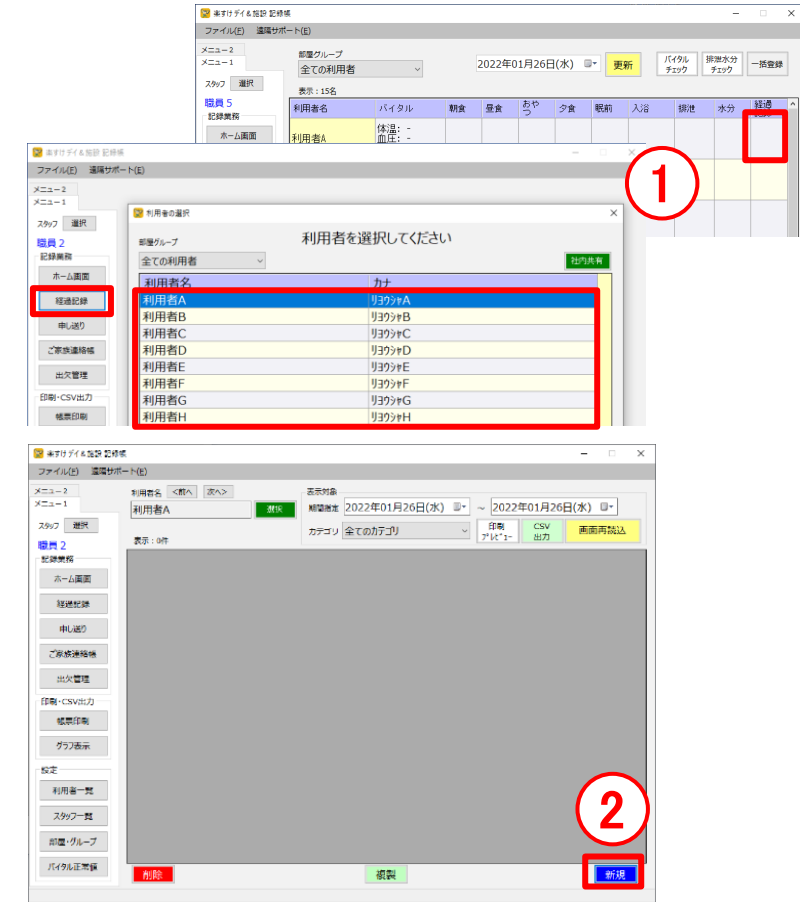 楽すけデイ&施設 記録帳
ファイル(F) 遠隔サポート(E)
メニュー2
メニュー1
部屋グループ
全ての利用者
2022年01月26日(水)
更新
バイタル
チェック
排泄水分
チェック
一括登録
スタッフ 選択
表示:15名
職員5
記録業務
ホーム画面
利用者名 バイタル 朝食 昼食 おやつ 夕食 眠前 入浴 排泄 水分 経過
利用者A
体温: -
血圧: -
1
楽すけデイ&施設 記録帳
ファイル(F) 遠隔サポート(E)
メニュー2
メニュー1
スタッフ 選択
職員2
記録業務
ホーム画面
経過記録
申し送り
ご家族連絡帳
出欠管理
印刷・CSV出力
帳票印刷
利用者の選択
利用者を選択してください
部屋グループ
全ての利用者
社内共有
利用者名 カナ
利用者A リヨウシャA
利用者B リヨウシャB
利用者C リヨウシャC
利用者D リヨウシャD
利用者E リヨウシャE
利用者F リヨウシャF
利用者G リヨウシャG
利用者H リヨウシャH
楽すけデイ&施設 記録帳
ファイル(F) 遠隔サポート(E)
メニュー2
メニュー1
スタッフ 選択
職員2
記録業務
ホーム画面
経過記録
申し送り
ご家族連絡帳
出欠管理
印刷・CSV出力
帳票印刷
グラフ表示
設定
利用者一覧
スタッフ一覧
部屋・グループ
バイタル正常値
利用者名 <前へ 次へ>
利用者A 選択
表示:0件
表示対象
期間指定 2022年01月26日(水) ~ 2022年01月26日(水)
カテゴリ 全てのカテゴリ
印刷
プレビュー
CSV
出力
画面再読込
2
削除 複製 新規